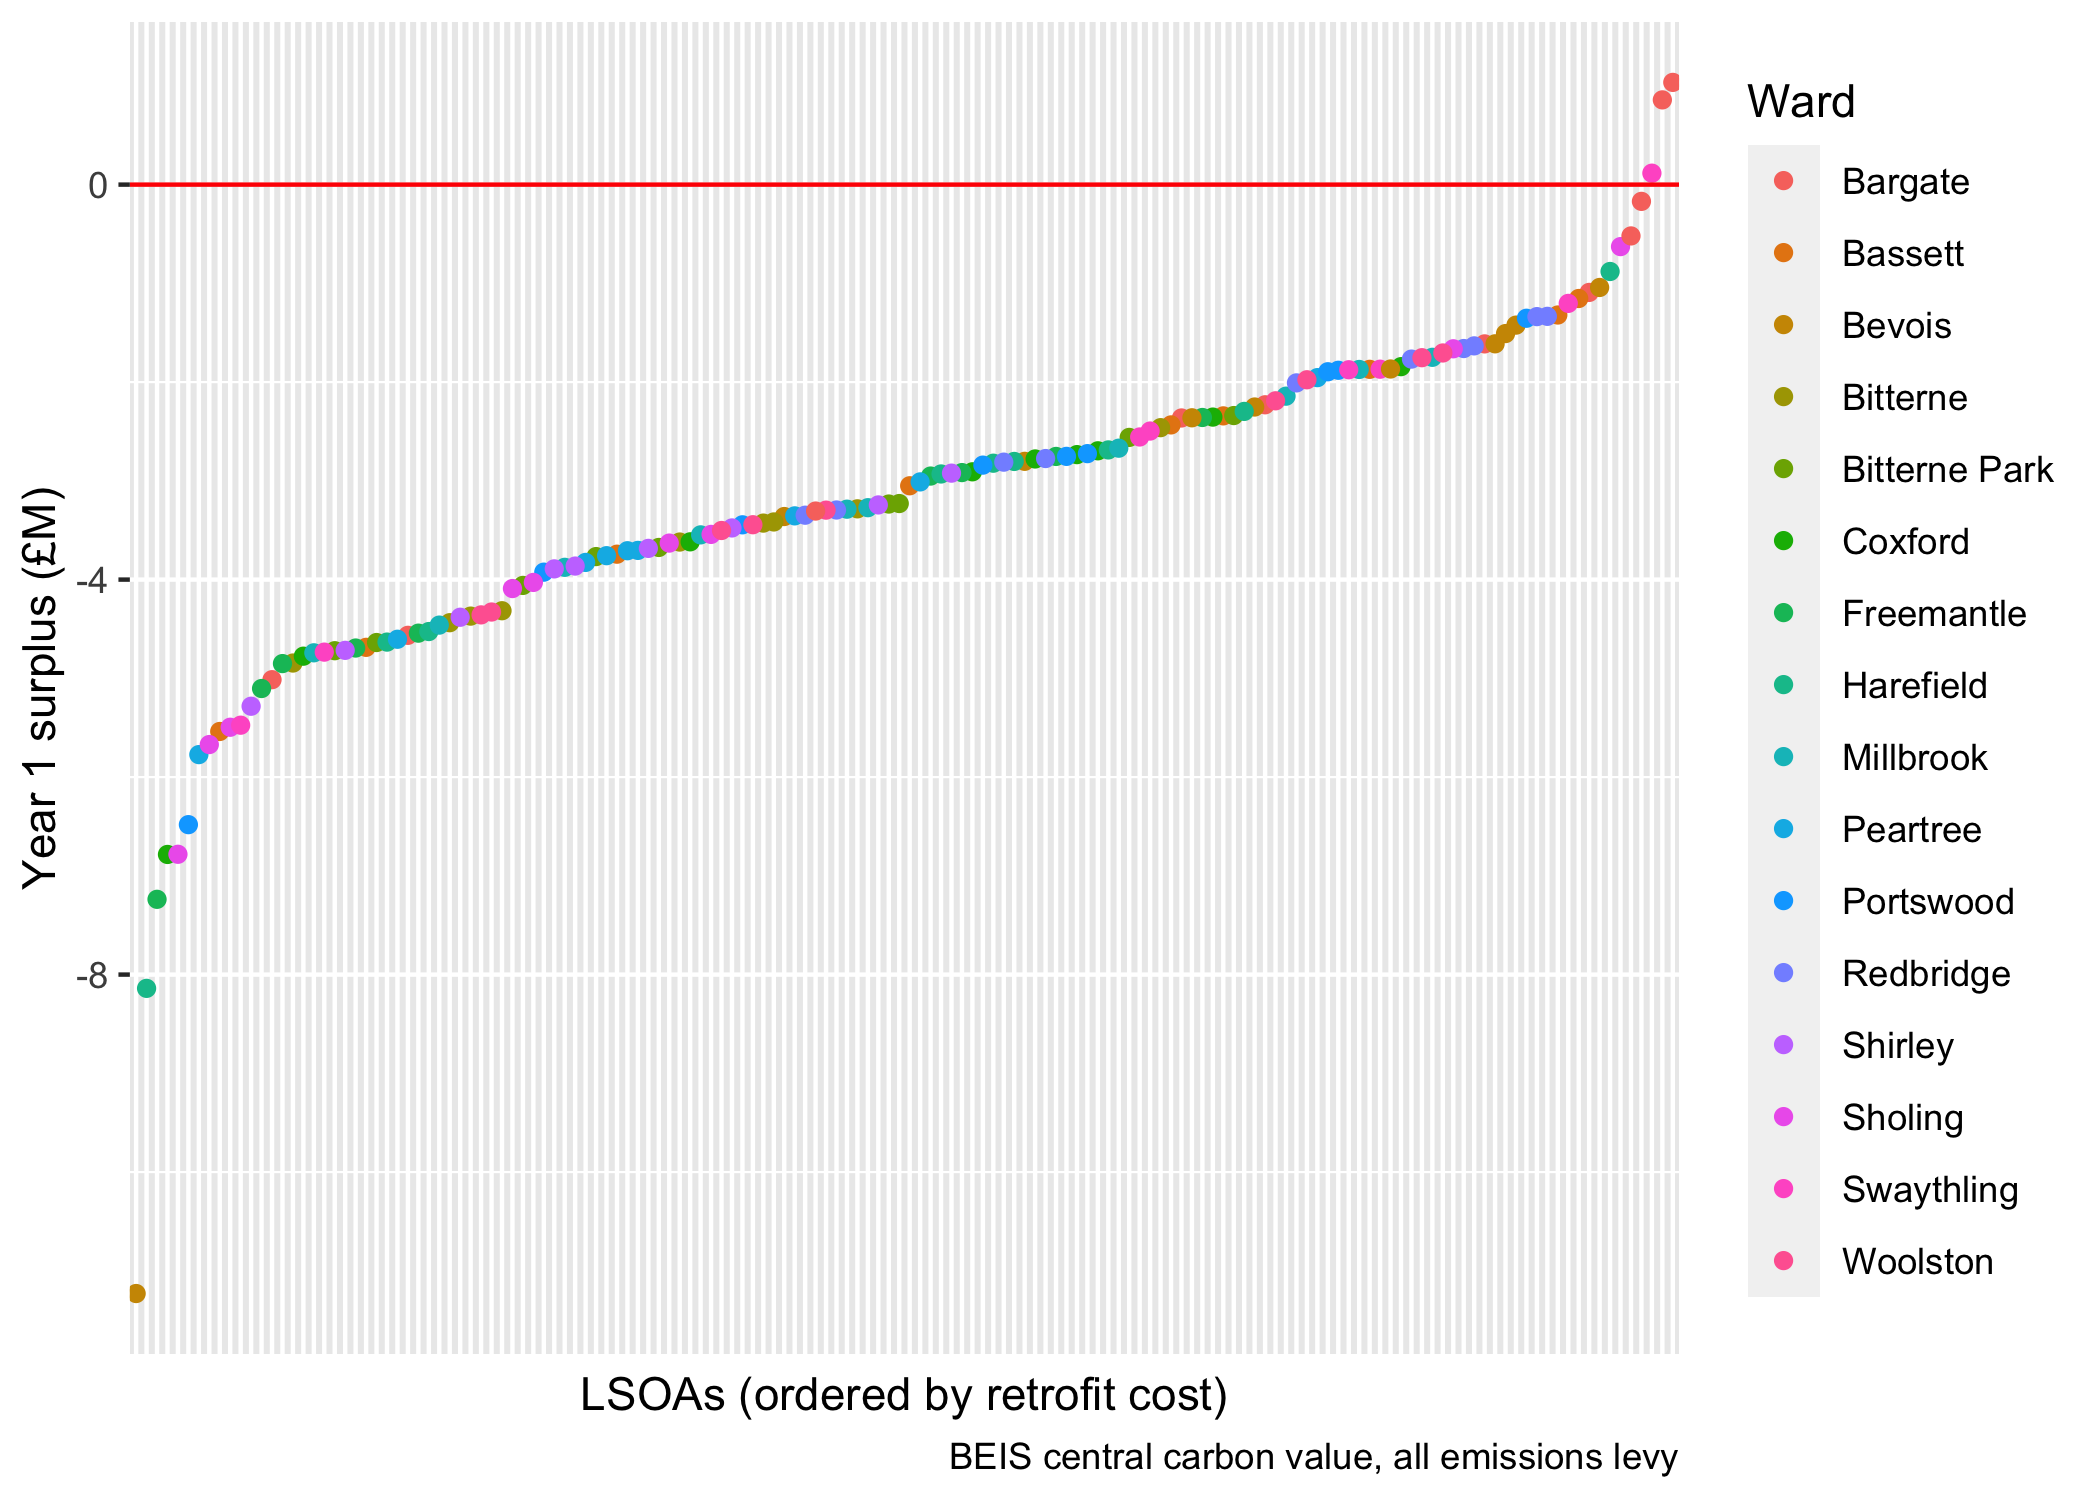 0
-4
-8
Year 1 surplus (£M)
LSOAs (ordered by retrofit cost)
BEIS central carbon value, all emissions levy
Ward
Bargate
Bassett
Bevois
Bitterne
Bitterne Park
Coxford
Freemantle
Harefield
Millbrook
Peartree
Portswood
Redbridge
Shirley
Sholing
Swaythling
Woolston